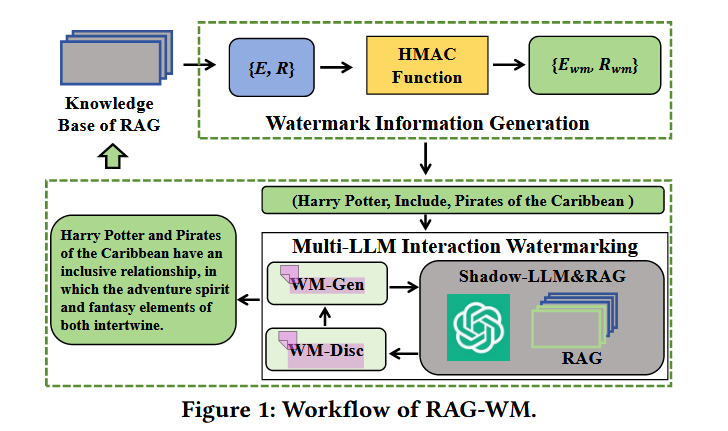 Knowledge
Base of RAG
{E, R}
HMAC
Function
{E_wm, R_wm}
Watermark Information Generation
(Harry Potter, Include, Pirates of the Caribbean )
Harry Potter and Pirates
of the Caribbean have an
inclusive relationship, in
which the adventure spirit
and fantasy elements of
both intertwine.
Multi-LLM Interaction Watermarking
WM-Gen
WM-Disc
Shadow-LLM&RAG
RAG
Figure 1: Workflow of RAG-WM.